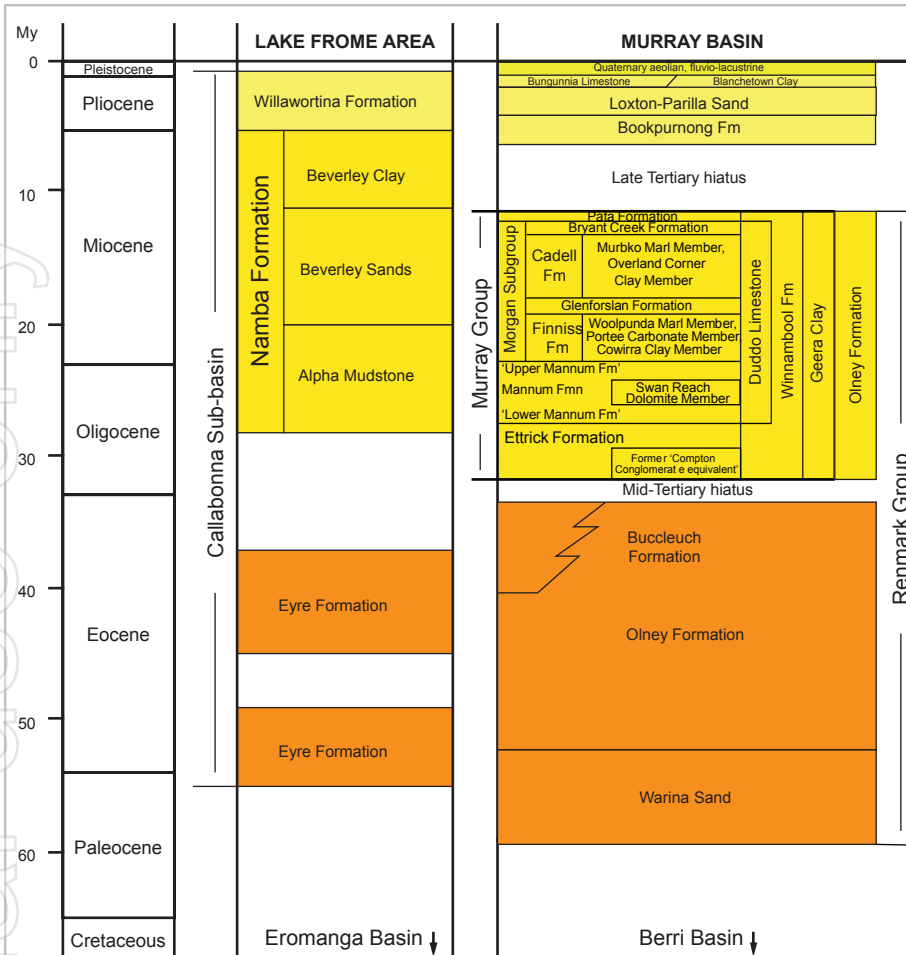 My
LAKE FROME AREA
MURRAY BASIN
0
10
20
30
40
50
60
Pleistocene
Pliocene
Miocene
Oligocene
Eocene
Paleocene
Cretaceous
Callabonna Sub-basin
Willawortina Formation
Namba Formation
Beverley Clay
Beverley Sands
Alpha Mudstone
Eyre Formation
Eyre Formation
Eromanga Basin
Quaternary aeolian, fluvio-lacustrine
Bungunnia Limestone
Blanchetown Clay
Loxton-Parilla Sand
Bookpurnong Fm
Late Tertiary hiatus
Murray Group
Pata Formation
Bryant Creek Formation
Morgan Subgroup
Cadell
Fm
Murbko Marl Member,
Overland Corner
Clay Member
Glenforslan Formation
Finniss
Fm
Woolpunda Marl Member,
Portee Carbonate Member,
Cowirra Clay Member
'Upper Mannum Fm'
Mannum Fmn
Swan Reach
Dolomite Member
'Lower Mannum Fm'
Ettrick Formation
Former 'Compton
Conglomerat e equivalent'
Duddo Limestone
Winnambool Fm
Geera Clay
Olney Formation
Renmark Group
Mid-Tertiary hiatus
Buccleuch
Formation
Olney Formation
Warina Sand
Berri Basin